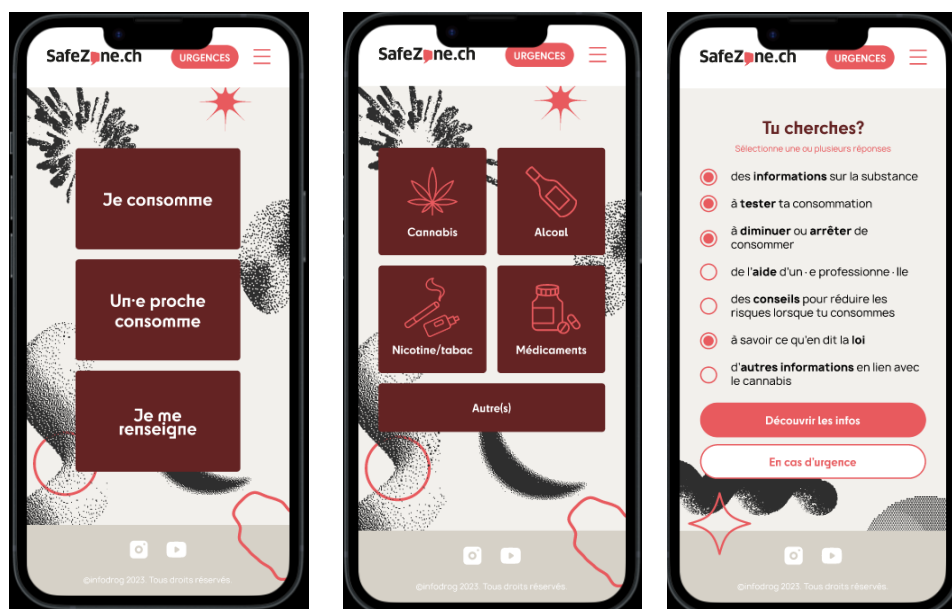 SafeZone.ch
URGENCES
Je consomme
Un·e proche
consomme
Je me
renseigne
©infodrog 2023. Tous droits réservés.
SafeZone.ch
URGENCES
Cannabis
Alcool
Nicotine/tabac
Médicaments
Autre(s)
©infodrog 2023. Tous droits réservés.
SafeZone.ch
URGENCES
Tu cherches?
Sélectionne une ou plusieurs réponses
des informations sur la substance
à tester ta consommation
à diminuer ou arrêter de
consommer
de l'aide d'un·e professionne·lle
des conseils pour réduire les
risques lorsque tu consommes
à savoir ce qu'en dit la loi
d'autres informations en lien avec
le cannabis
Découvrir les infos
En cas d'urgence
©infodrog 2023. Tous droits réservés.